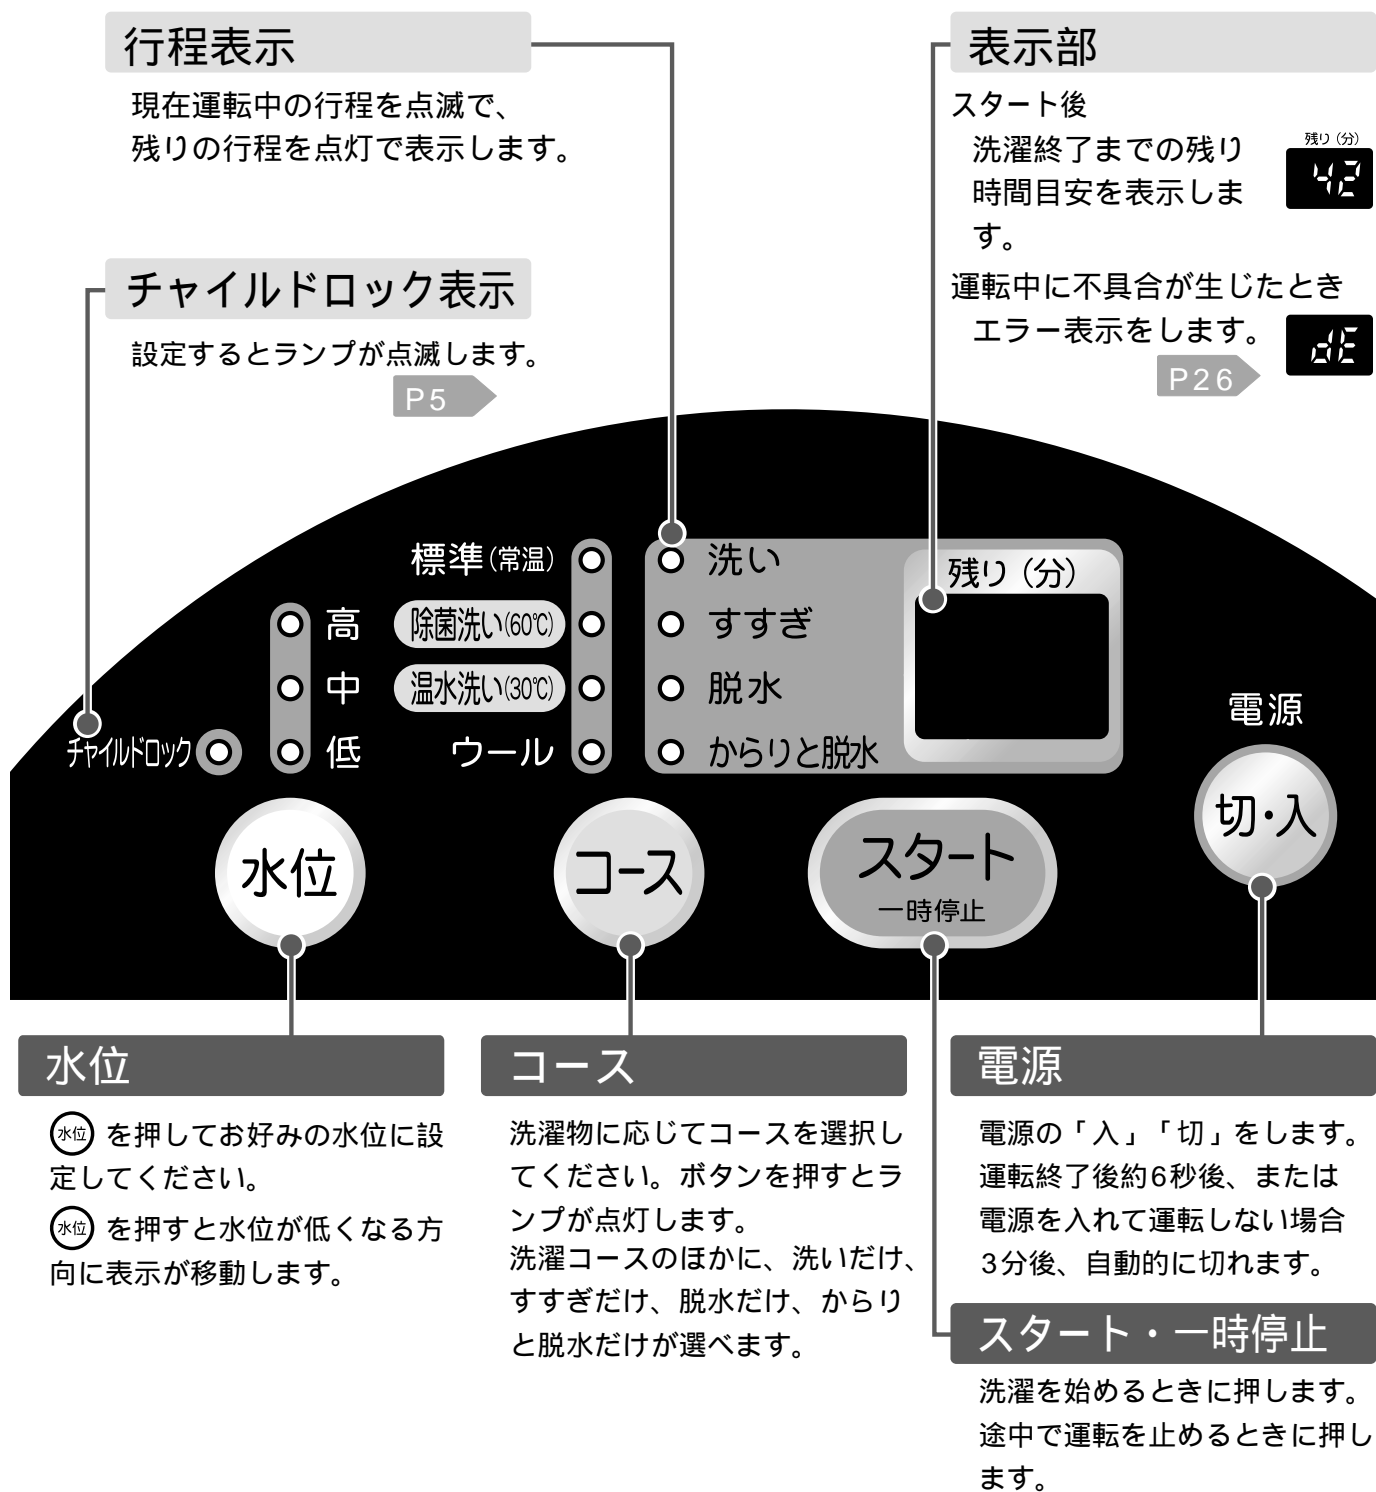 行程表示
現在運転中の行程を点滅で、
残りの行程を点灯で表示します。
チャイルドロック表示
設定するとランプが点滅します。
P5
表示部
スタート後
洗濯終了までの残り
時間目安を表示しま
す。
残り(分)
42
運転中に不具合が生じたとき
エラー表示をします。
dE
P26
標準(常温)
除菌洗い(60℃)
温水洗い(30℃)
ウール
高
中
低
チャイルドロック
洗い
すすぎ
脱水
からりと脱水
残り(分)
電源
切・入
水位
コース
スタート
一時停止
水位
水位 を押してお好みの水位に設
定してください。
水位 を押すと水位が低くなる方
向に表示が移動します。
コース
洗濯物に応じてコースを選択し
てください。ボタンを押すとラ
ンプが点灯します。
洗濯コースのほかに、洗いだけ、
すすぎだけ、脱水だけ、からり
と脱水だけが選べます。
電源
電源の「入」「切」をします。
運転終了後約6秒後、または
電源を入れて運転しない場合
3分後、自動的に切れます。
スタート・一時停止
洗濯を始めるときに押します。
途中で運転を止めるときに押し
ます。